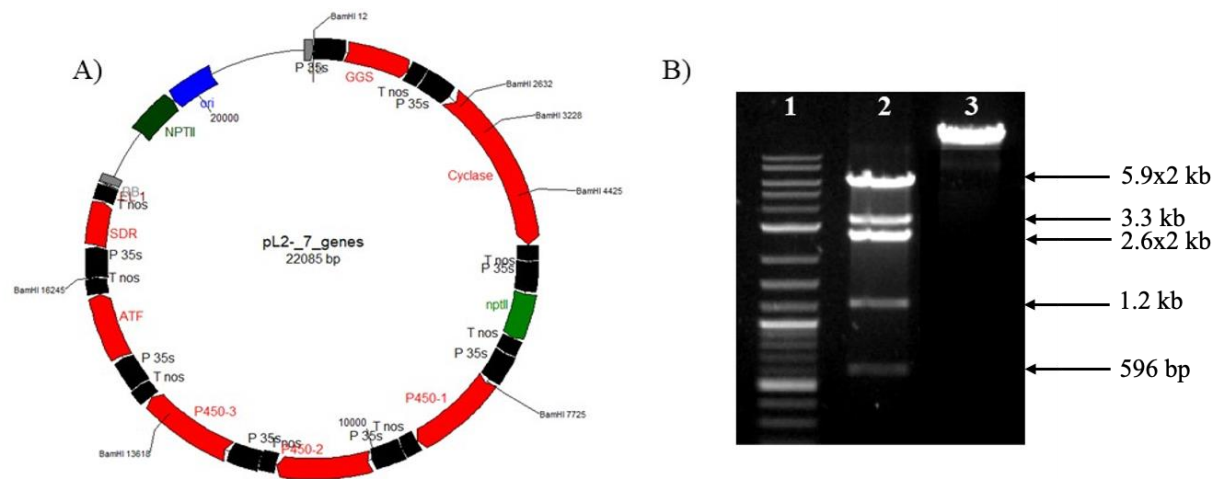 A)
BamHI 12
P 35s
GGS
T nos
P 35s
BamHI 2632
BamHI 3228
Cyclase
BamHI 4425
T nos
P 35s
nptII
T nos
P 35s
BamHI 7725
P450-1
T nos
P 35s
10000
P450-2
T nos
P 35s
P450-3
BamHI 13618
T nos
P 35s
ATF
BamHI 16245
T nos
P 35s
SDR
T nos
NPTII
ori
20000
pL2-_7_genes
22085 bp
B)
1 2 3
5.9x2 kb
3.3 kb
2.6x2 kb
1.2 kb
596 bp